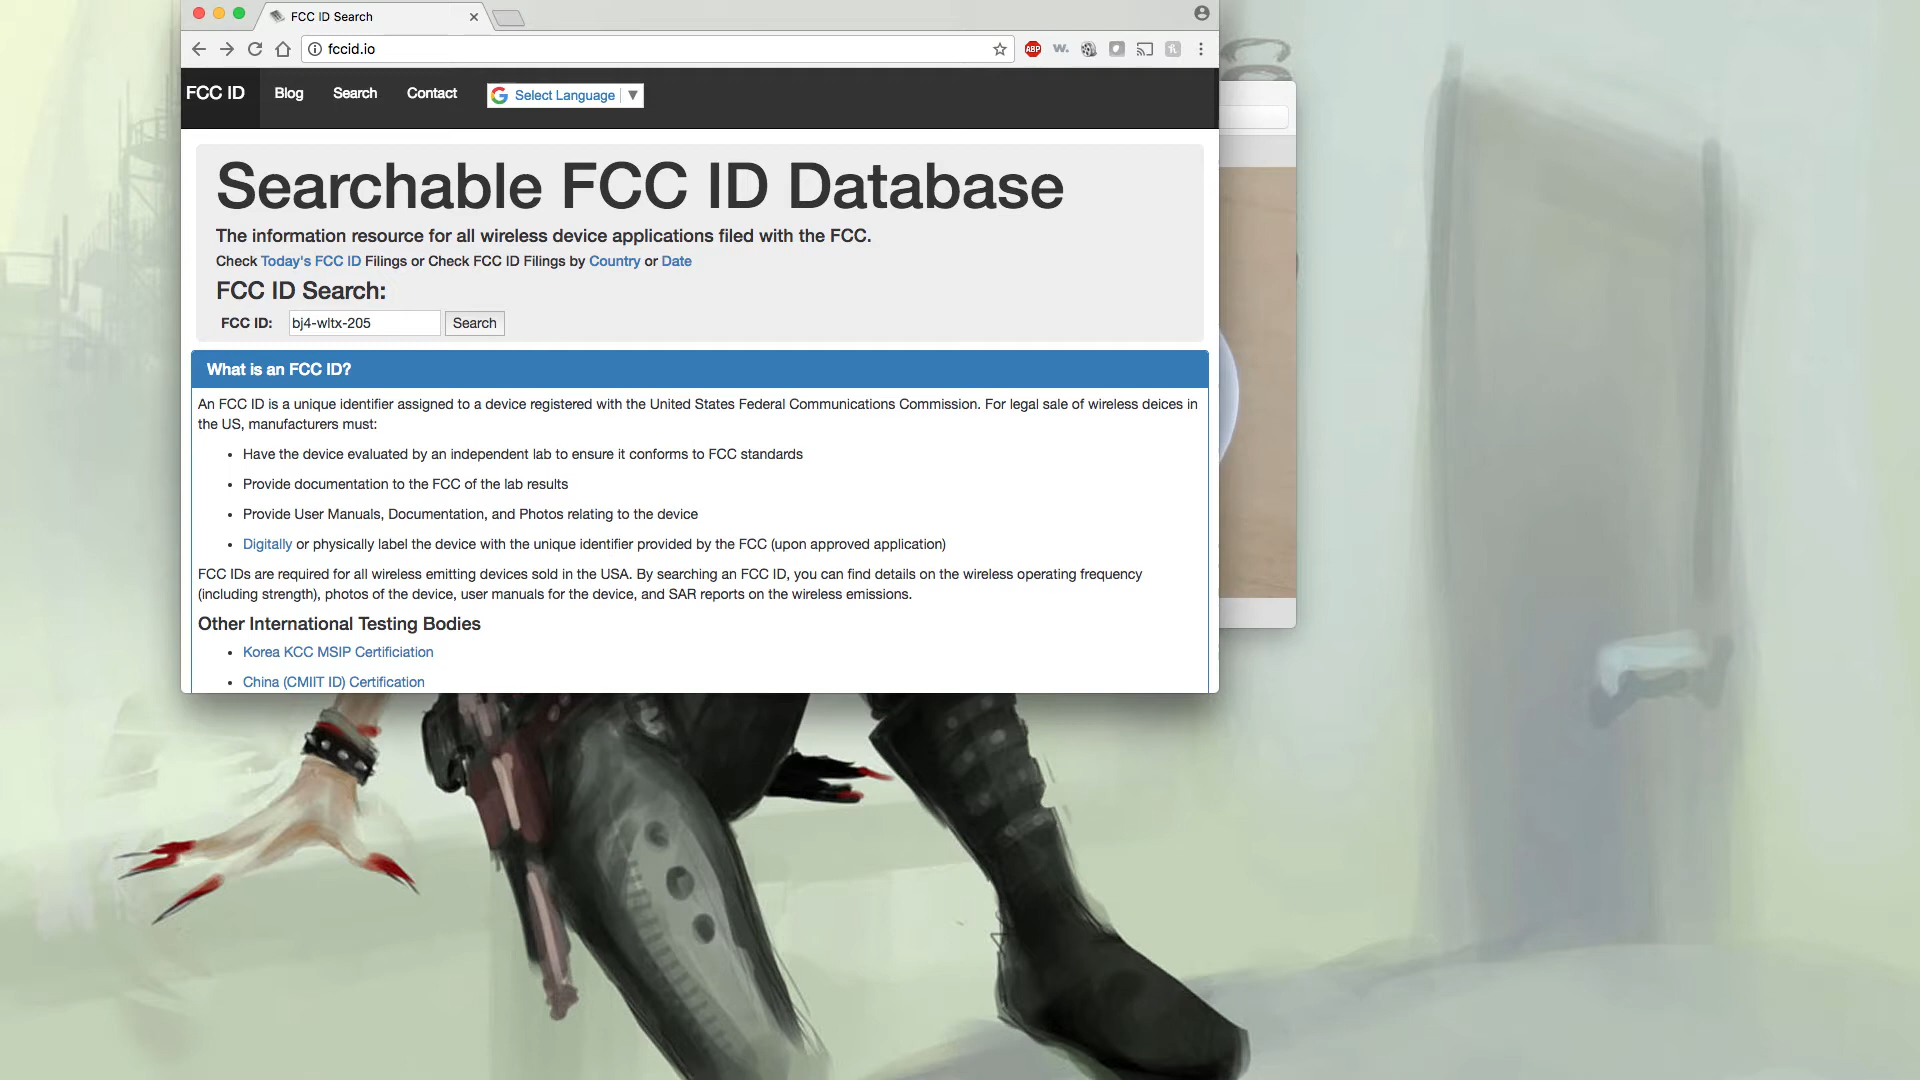 FCC ID Search
fccid.io
ABP
W.
FCC ID Blog Search Contact Select Language ▼
Searchable FCC ID Database
The information resource for all wireless device applications filed with the FCC.
Check Today's FCC ID Filings or Check FCC ID Filings by Country or Date
FCC ID Search:
FCC ID: bj4-wltx-205 Search
What is an FCC ID?
An FCC ID is a unique identifier assigned to a device registered with the United States Federal Communications Commission. For legal sale of wireless deices in
the US, manufacturers must:
• Have the device evaluated by an independent lab to ensure it conforms to FCC standards
• Provide documentation to the FCC of the lab results
• Provide User Manuals, Documentation, and Photos relating to the device
• Digitally or physically label the device with the unique identifier provided by the FCC (upon approved application)
FCC IDs are required for all wireless emitting devices sold in the USA. By searching an FCC ID, you can find details on the wireless operating frequency
(including strength), photos of the device, user manuals for the device, and SAR reports on the wireless emissions.
Other International Testing Bodies
• Korea KCC MSIP Certificiation
• China (CMIIT ID) Certification